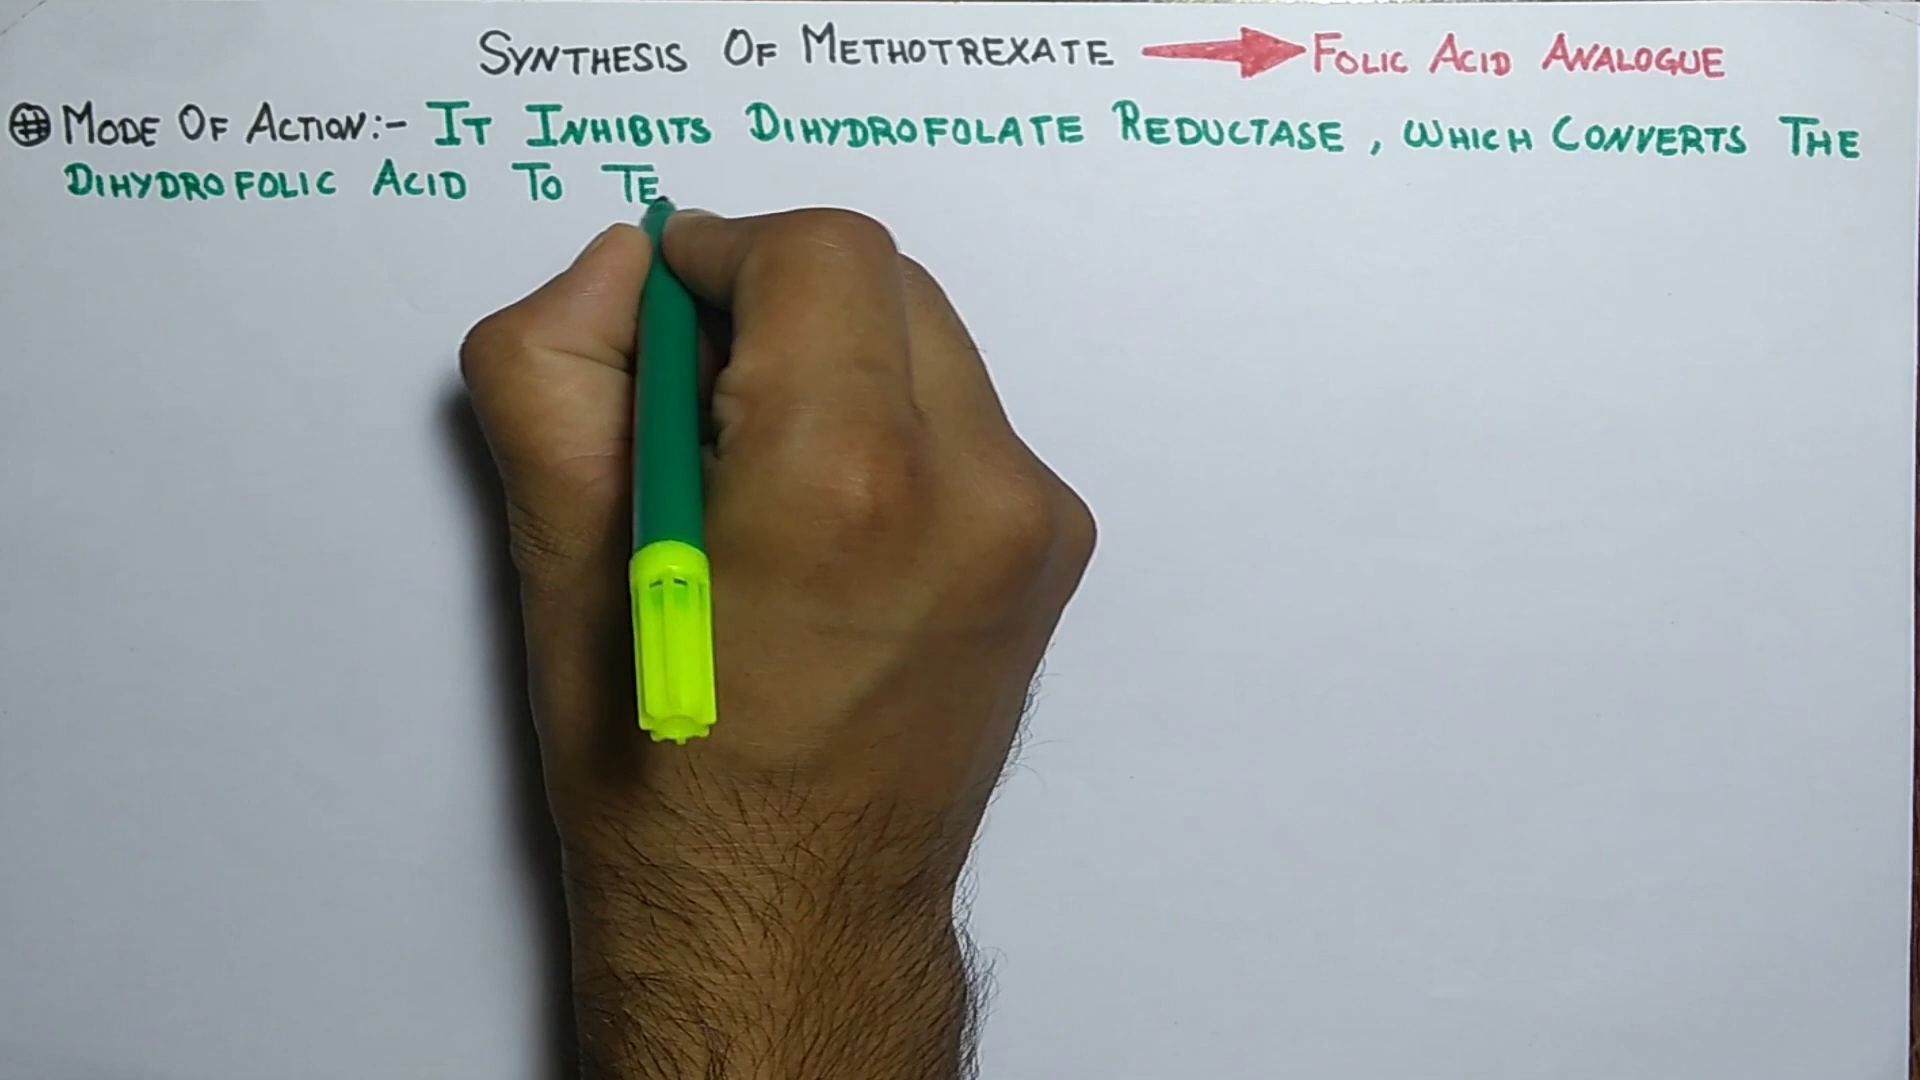 SYNTHESIS OF METHOTREXATE → FOLIC ACID ANALOGUE
# MODE OF ACTION:- IT INHIBITS DIHYDROFOLATE REDUCTASE, WHICH CONVERTS THE
DIHYDROFOLIC ACID TO TE